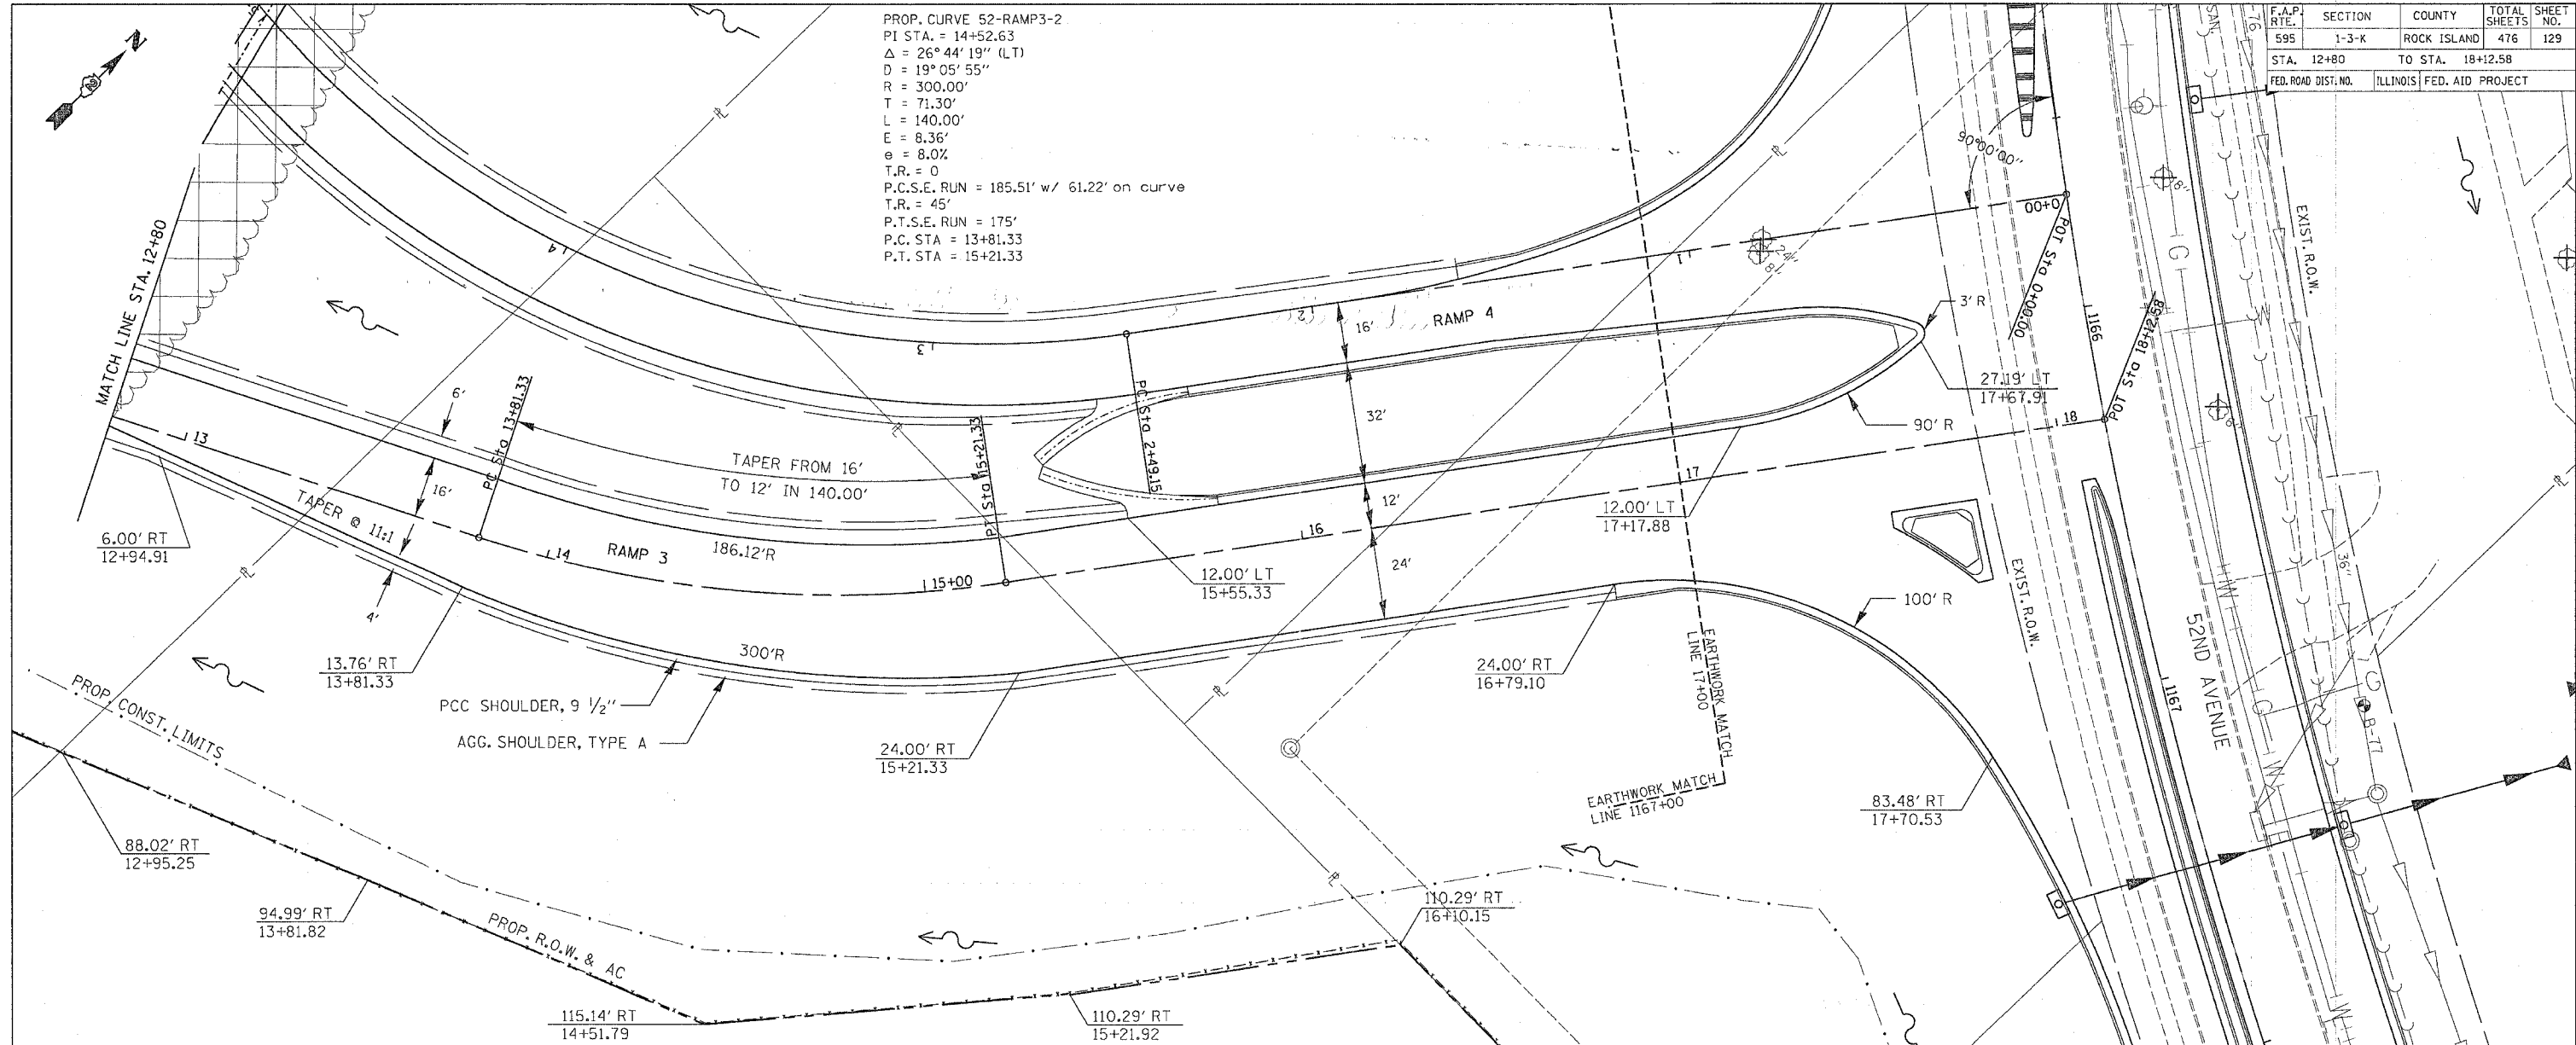 PROP. CURVE 52-RAMP3-2
PI STA. = 14+52.63
Δ = 26° 44' 19" (LT)
D = 19° 05' 55"
R = 300.00'
T = 71.30'
L = 140.00'
E = 8.36'
e = 8.0%
T.R. = 0
P.C.S.E. RUN = 185.51' w/ 61.22' on curve
T.R. = 45'
P.T.S.E. RUN = 175'
P.C. STA = 13+81.33
P.T. STA = 15+21.33
F.A.P. RTE. SECTION COUNTY TOTAL SHEETS SHEET NO.
595 1-3-K ROCK ISLAND 476 129
STA. 12+80 TO STA. 18+12.58
FED. ROAD DIST. NO. ILLINOIS FED. AID PROJECT
N
SAN.
-76
90°00'00"
0+00
POT Sta 0+00.00
1166
POT Sta 18+12.58
EXIST. R.O.W.
G
W
8"
24"
8"
MATCH LINE STA. 12+80
4
3
2
1
16'
RAMP 4
3' R
27.19' LT
17+67.91
90' R
18
32'
PC Sta 2+49.15
6'
13
PC Sta 13+81.33
TAPER FROM 16'
TO 12' IN 140.00'
PT Sta 15+21.33
16'
TAPER @ 11:1
6.00' RT
12+94.91
14
RAMP 3
186.12'R
15+00
16
17
12'
12.00' LT
17+17.88
12.00' LT
15+55.33
24'
4'
13.76' RT
13+81.33
300'R
PCC SHOULDER, 9 1/2"
AGG. SHOULDER, TYPE A
24.00' RT
15+21.33
24.00' RT
16+79.10
EARTHWORK MATCH
LINE 17+00
EARTHWORK MATCH
LINE 1167+00
100' R
EXIST. R.O.W.
36"
52ND AVENUE
1167
B-77
W
G
G
W
W
83.48' RT
17+70.53
PROP. CONST. LIMITS
88.02' RT
12+95.25
94.99' RT
13+81.82
PROP. R.O.W. & AC
115.14' RT
14+51.79
110.29' RT
15+21.92
110.29' RT
16+10.15